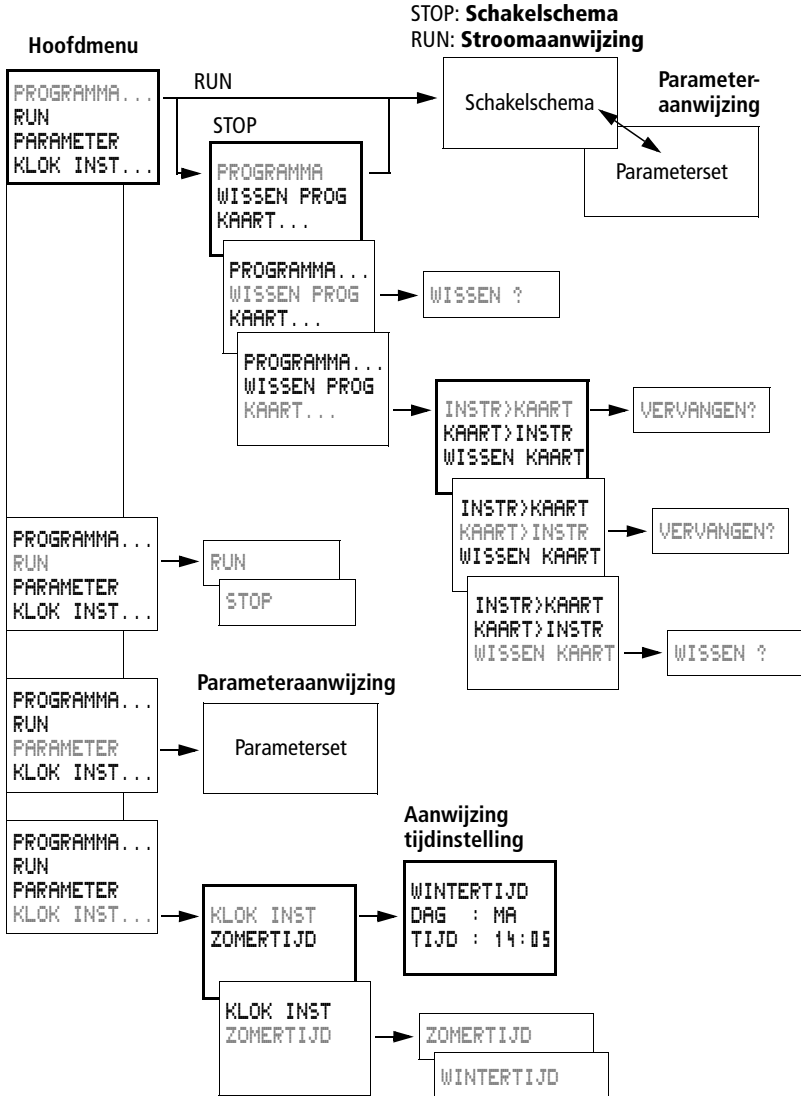 STOP: Schakelschema
RUN: Stroomaanwijzing
Hoofdmenu
PROGRAMMA...
RUN
PARAMETER
KLOK INST...
RUN
STOP
Schakelschema
Parameter-
aanwijzing
Parameterset
PROGRAMMA
WISSEN PROG
KAART...
PROGRAMMA...
WISSEN PROG
KAART...
WISSEN ?
PROGRAMMA...
WISSEN PROG
KAART...
INSTR>KAART
KAART>INSTR
WISSEN KAART
VERVANGEN?
INSTR>KAART
KAART>INSTR
WISSEN KAART
VERVANGEN?
INSTR>KAART
KAART>INSTR
WISSEN KAART
WISSEN ?
PROGRAMMA...
RUN
PARAMETER
KLOK INST...
RUN
STOP
PROGRAMMA...
RUN
PARAMETER
KLOK INST...
Parameteraanwijzing
Parameterset
PROGRAMMA...
RUN
PARAMETER
KLOK INST...
KLOK INST
ZOMERTIJD
Aanwijzing
tijdinstelling
WINTERTIJD
DAG : MA
TIJD : 14:05
KLOK INST
ZOMERTIJD
ZOMERTIJD
WINTERTIJD